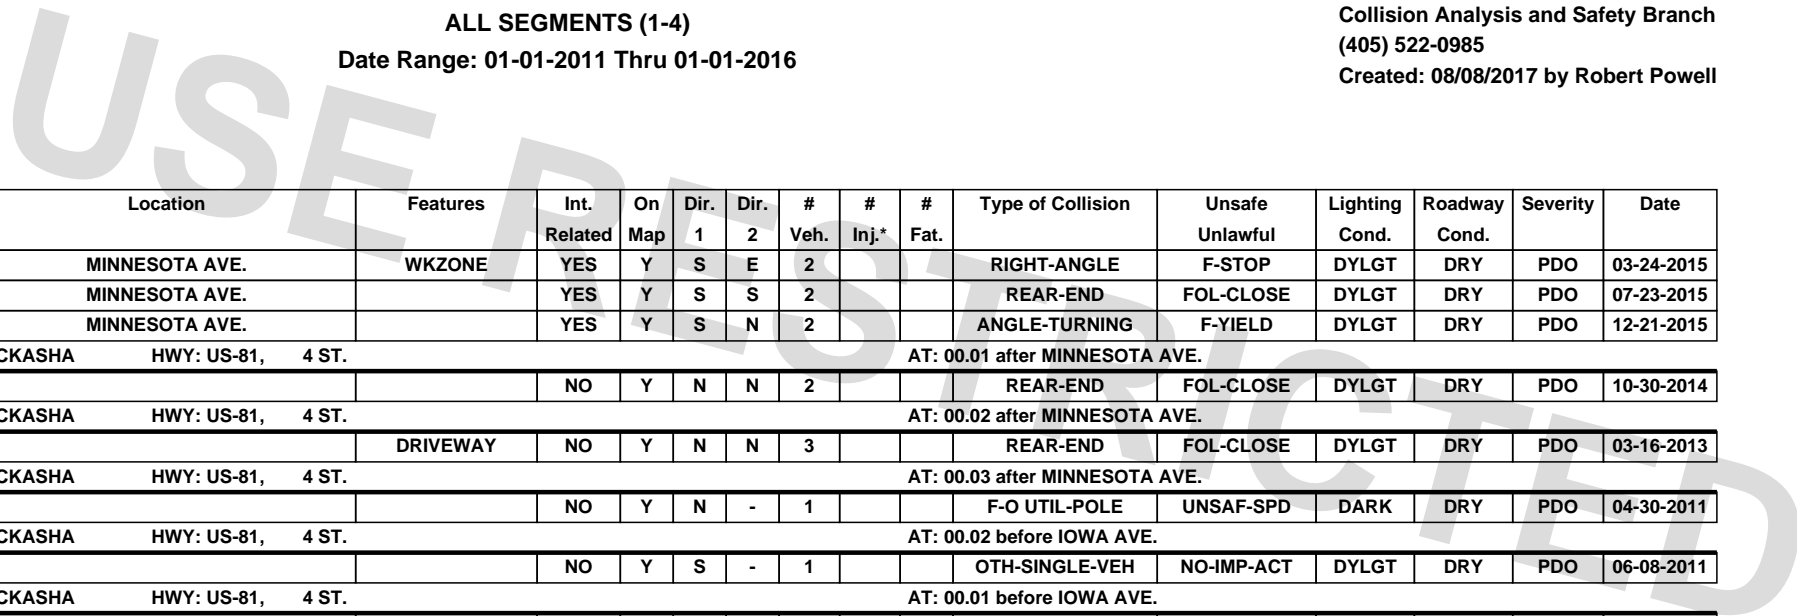 ALL SEGMENTS (1-4)
Date Range: 01-01-2011 Thru 01-01-2016
Collision Analysis and Safety Branch
(405) 522-0985
Created: 08/08/2017 by Robert Powell
USE RESTRICTED
Location Features Int. On Dir. Dir. # # # Type of Collision Unsafe Lighting Roadway Severity Date
Related Map 1 2 Veh. Inj.* Fat. Unlawful Cond. Cond.
MINNESOTA AVE. WKZONE YES Y S E 2 RIGHT-ANGLE F-STOP DYLGT DRY PDO 03-24-2015
MINNESOTA AVE. YES Y S S 2 REAR-END FOL-CLOSE DYLGT DRY PDO 07-23-2015
MINNESOTA AVE. YES Y S N 2 ANGLE-TURNING F-YIELD DYLGT DRY PDO 12-21-2015
CKASHA HWY: US-81, 4 ST. AT: 00.01 after MINNESOTA AVE.
NO Y N N 2 REAR-END FOL-CLOSE DYLGT DRY PDO 10-30-2014
CKASHA HWY: US-81, 4 ST. AT: 00.02 after MINNESOTA AVE.
DRIVEWAY NO Y N N 3 REAR-END FOL-CLOSE DYLGT DRY PDO 03-16-2013
CKASHA HWY: US-81, 4 ST. AT: 00.03 after MINNESOTA AVE.
NO Y N - 1 F-O UTIL-POLE UNSAF-SPD DARK DRY PDO 04-30-2011
CKASHA HWY: US-81, 4 ST. AT: 00.02 before IOWA AVE.
NO Y S - 1 OTH-SINGLE-VEH NO-IMP-ACT DYLGT DRY PDO 06-08-2011
CKASHA HWY: US-81, 4 ST. AT: 00.01 before IOWA AVE.